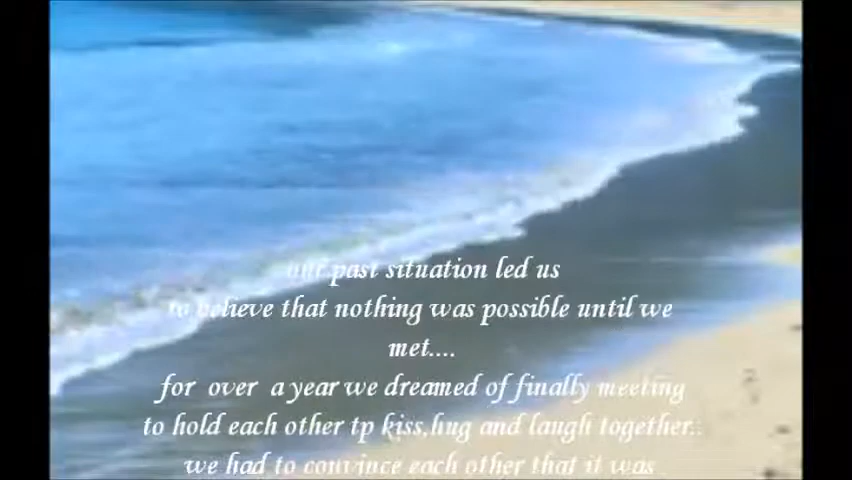 our past situation led us
to believe that nothing was possible until we
met....
for over a year we dreamed of finally meeting
to hold each other tp kiss,hug and laugh together..
we had to convince each other that it was